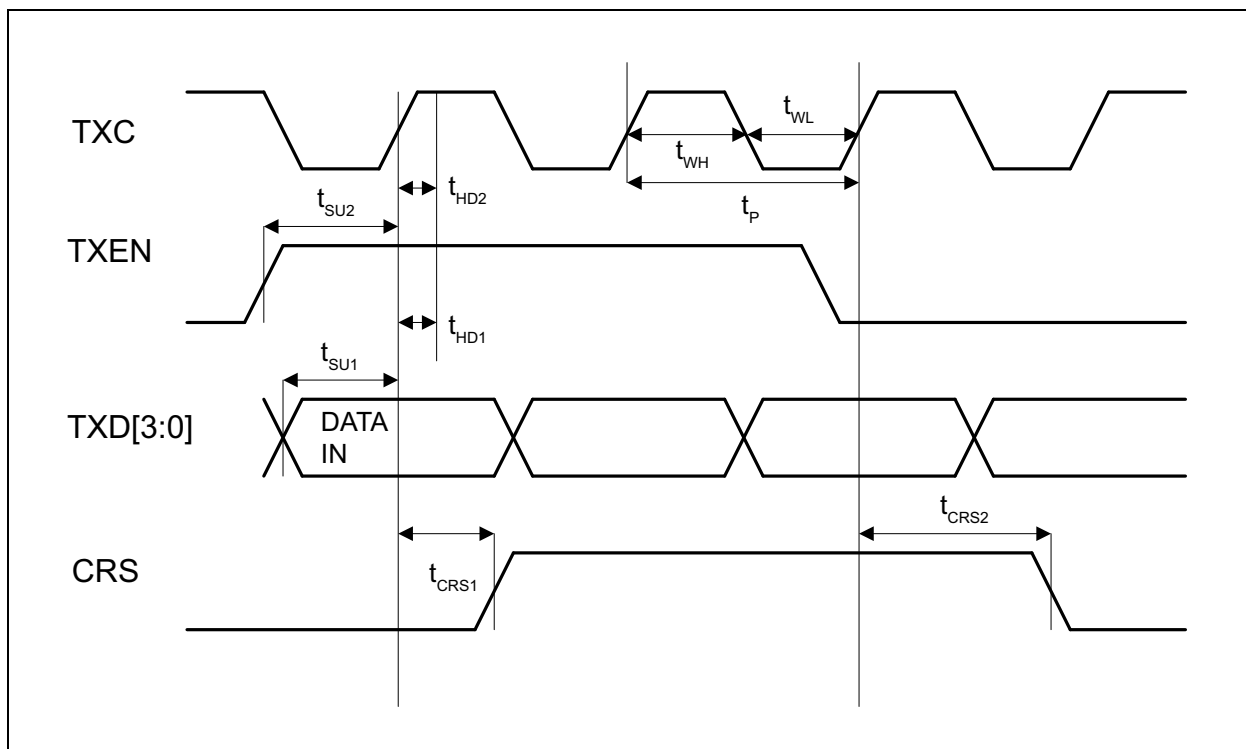 TXC
t_WL
t_WH
t_HD2
t_SU2
t_P
TXEN
t_HD1
t_SU1
TXD[3:0]
DATA
IN
t_CRS2
CRS
t_CRS1